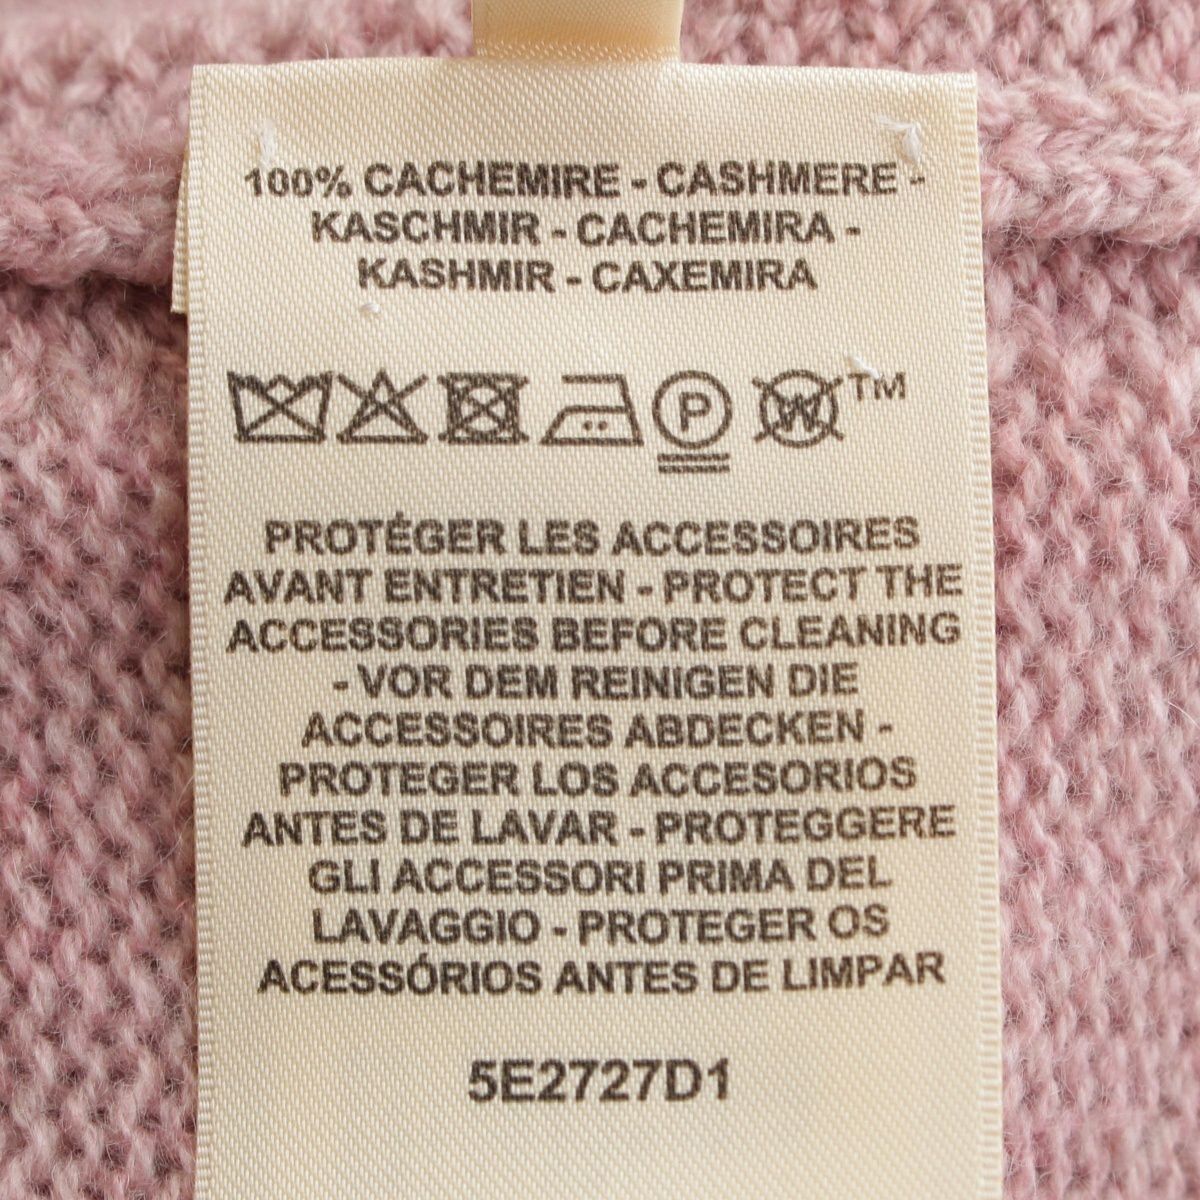 100% CACHEMIRE - CASHMERE -
KASCHMIR - CACHEMIRA -
KASHMIR - CAXEMIRA
P W TM
PROTÉGER LES ACCESSOIRES
AVANT ENTRETIEN - PROTECT THE
ACCESSORIES BEFORE CLEANING
- VOR DEM REINIGEN DIE
ACCESSOIRES ABDECKEN -
PROTEGER LOS ACCESORIOS
ANTES DE LAVAR - PROTEGGERE
GLI ACCESSORI PRIMA DEL
LAVAGGIO - PROTEGER OS
ACESSÓRIOS ANTES DE LIMPAR
5E2727D1